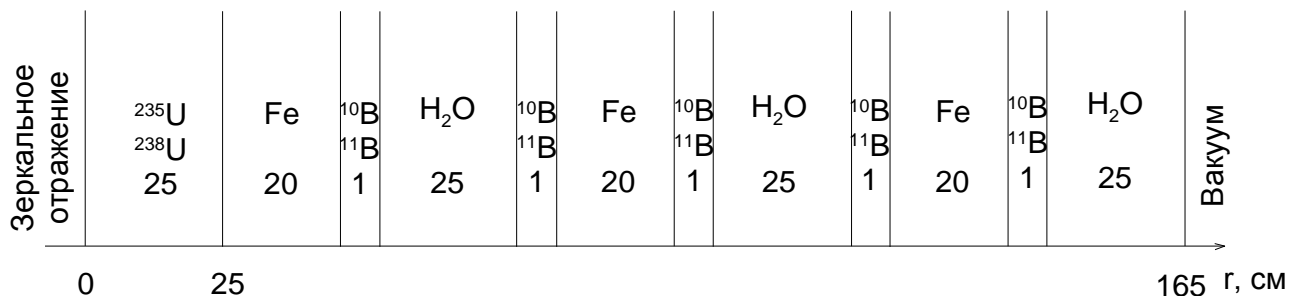 Зеркальное
отражение
²³⁵U
²³⁸U
25
Fe
20
¹⁰B
¹¹B
1
H₂O
25
¹⁰B
¹¹B
1
Fe
20
¹⁰B
¹¹B
1
H₂O
25
¹⁰B
¹¹B
1
Fe
20
¹⁰B
¹¹B
1
H₂O
25
Вакуум
0 25 165 r, см